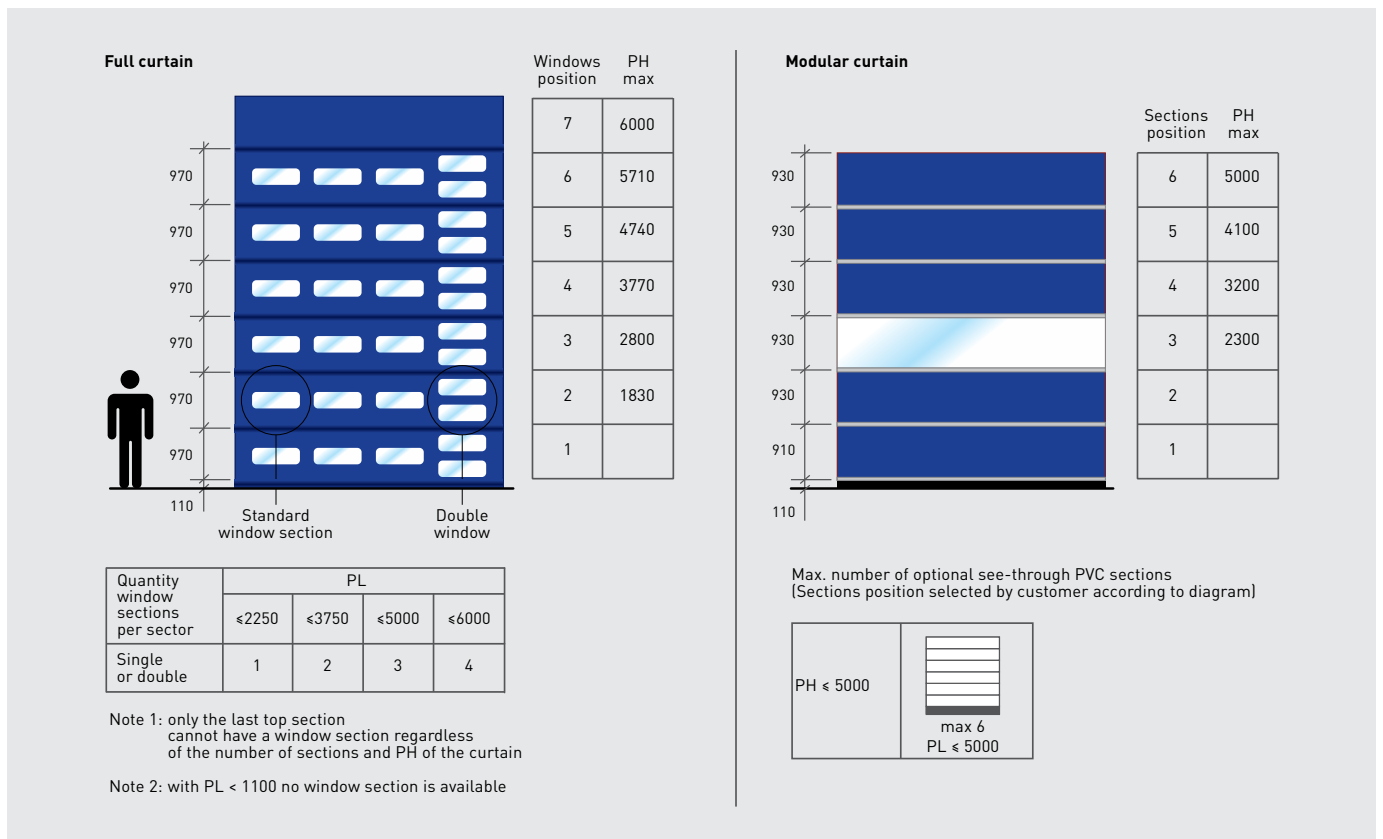 Full curtain
Windows position
PH max
7 6000
6 5710
5 4740
4 3770
3 2800
2 1830
1
970
970
970
970
970
970
110
Standard
window section
Double
window
Quantity
window
sections
per sector
PL
≤2250 ≤3750 ≤5000 ≤6000
Single
or double
1 2 3 4
Note 1: only the last top section
cannot have a window section regardless
of the number of sections and PH of the curtain
Note 2: with PL < 1100 no window section is available
Modular curtain
Sections position
PH max
6 5000
5 4100
4 3200
3 2300
2
1
930
930
930
930
930
910
110
Max. number of optional see-through PVC sections
(Sections position selected by customer according to diagram)
PH ≤ 5000
max 6
PL ≤ 5000